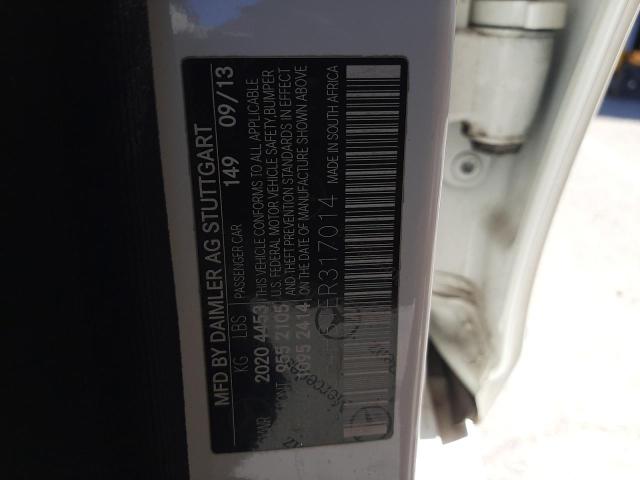 MFD BY DAIMLER AG STUTTGART
149 09/13
KG LBS PASSENGER CAR
2020 4453 THIS VEHICLE CONFORMS TO ALL APPLICABLE
955 2105 U.S. FEDERAL MOTOR VEHICLE SAFETY, BUMPER
1095 2414 AND THEFT PREVENTION STANDARDS IN EFFECT
ON THE DATE OF MANUFACTURE SHOWN ABOVE
R317014 MADE IN SOUTH AFRICA